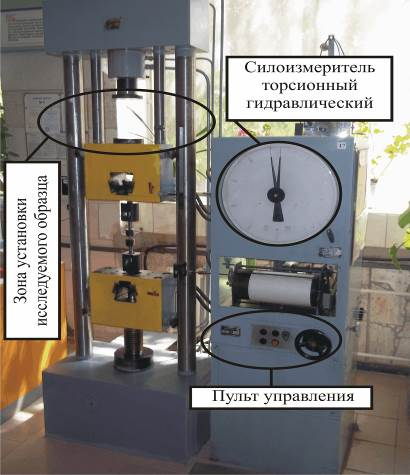 Силоизмеритель
торсионный
гидравлический
Зона установки
исследуемого образца
Пульт управления